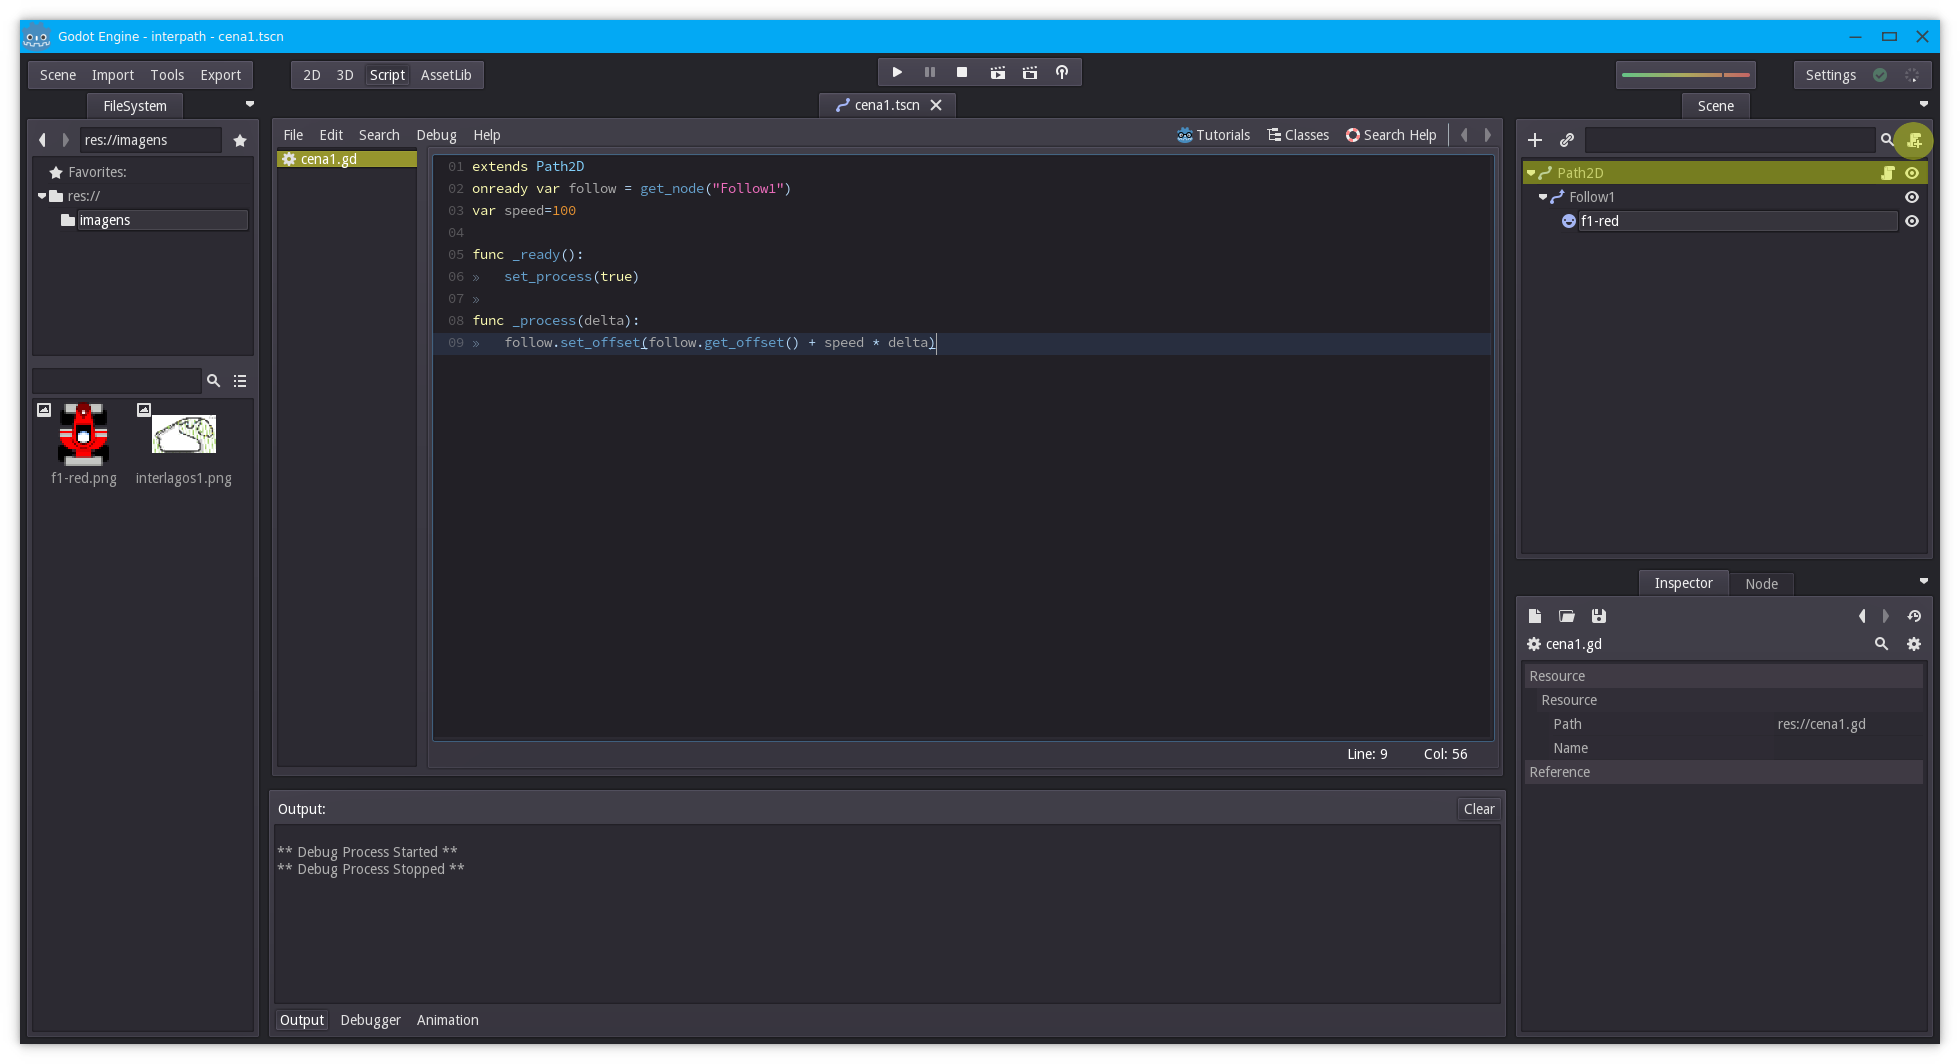 Godot Engine - interpath - cena1.tscn
Scene Import Tools Export
2D 3D Script AssetLib
Settings
FileSystem
cena1.tscn
Scene
res://imagens
Favorites:
res://
imagens
f1-red.png
interlagos1.png
File Edit Search Debug Help
Tutorials Classes Search Help
cena1.gd
01 extends Path2D
02 onready var follow = get_node("Follow1")
03 var speed=100
04
05 func _ready():
06 » set_process(true)
07 »
08 func _process(delta):
09 » follow.set_offset(follow.get_offset() + speed * delta)
Line: 9 Col: 56
Output:
Clear
** Debug Process Started **
** Debug Process Stopped **
Output Debugger Animation
Path2D
Follow1
f1-red
Inspector Node
cena1.gd
Resource
Resource
Path res://cena1.gd
Name
Reference